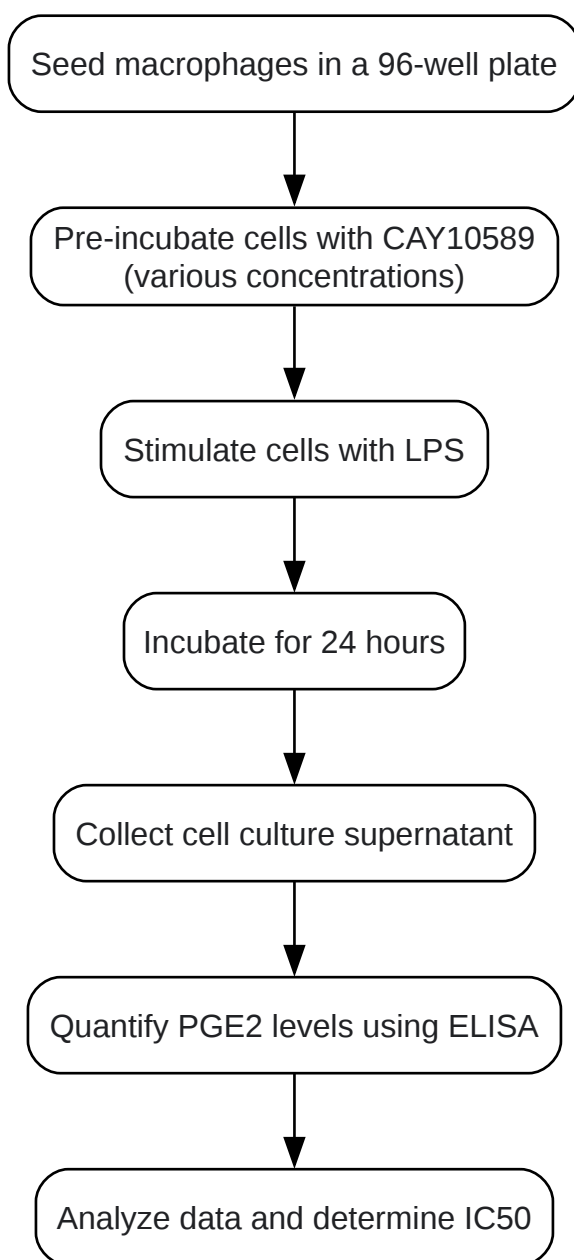 Seed macrophages in a 96-well plate
Pre-incubate cells with CAY10589
(various concentrations)
Stimulate cells with LPS
Incubate for 24 hours
Collect cell culture supernatant
Quantify PGE2 levels using ELISA
Analyze data and determine IC50